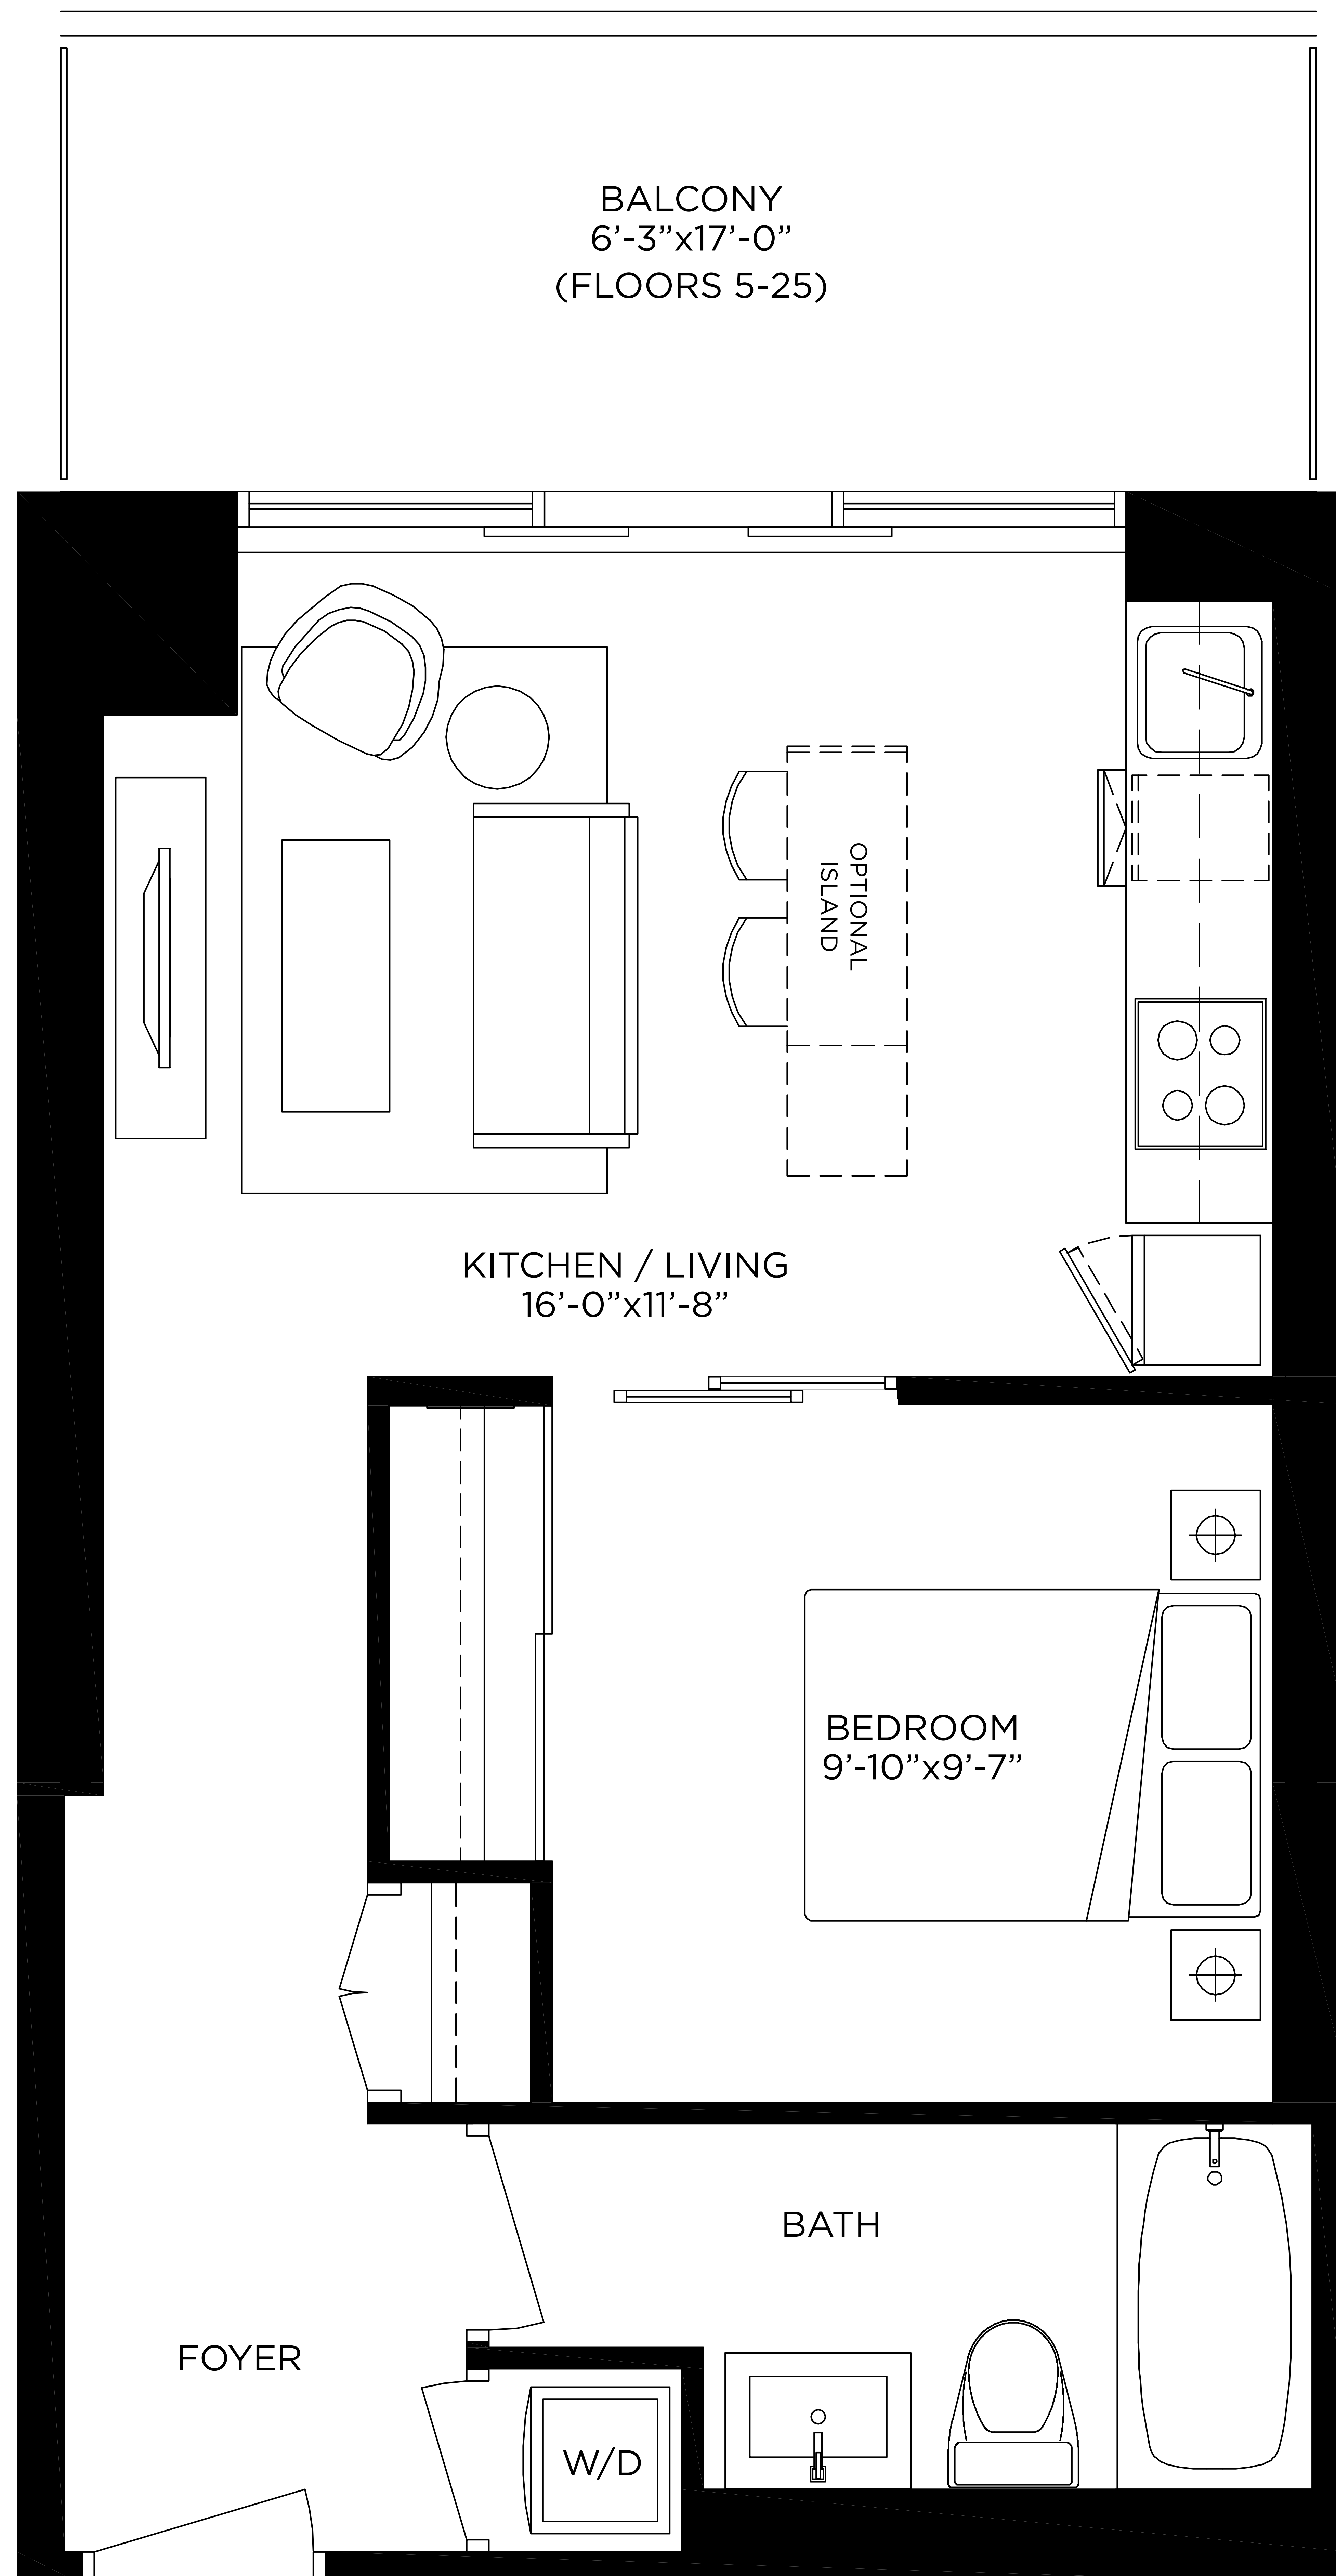 BALCONY
6’-3”x17’-0”
(FLOORS 5-25)
OPTIONAL
ISLAND
KITCHEN / LIVING
16’-0”x11’-8”
BEDROOM
9’-10”x9’-7”
BATH
FOYER
W/D